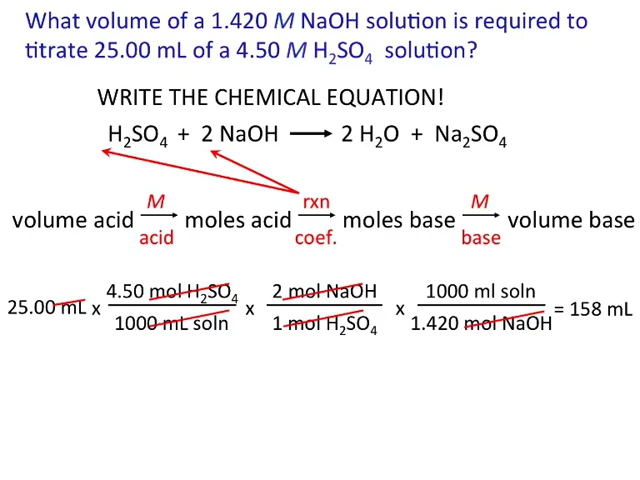 What volume of a 1.420 M NaOH solution is required to
titrate 25.00 mL of a 4.50 M H₂SO₄ solution?
WRITE THE CHEMICAL EQUATION!
H₂SO₄ + 2 NaOH ⟶ 2 H₂O + Na₂SO₄
M rxn M
volume acid → moles acid → moles base → volume base
acid coef. base
4.50 mol H₂SO₄ 2 mol NaOH 1000 ml soln
25.00 mL x x x = 158 mL
1000 mL soln 1 mol H₂SO₄ 1.420 mol NaOH